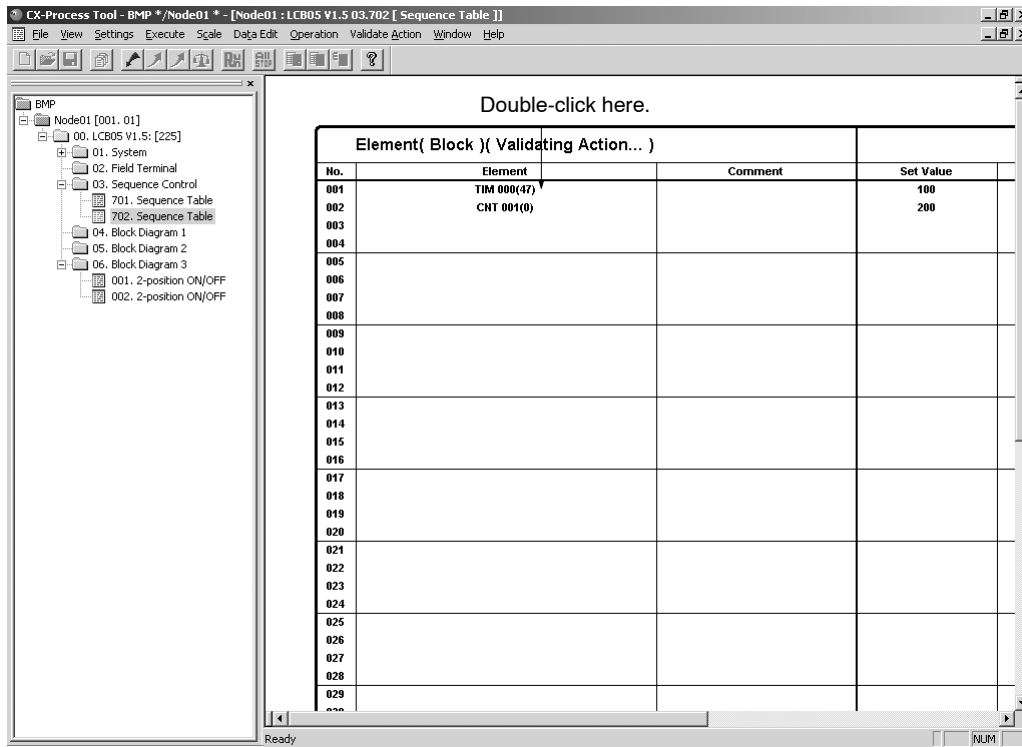 CX-Process Tool - BMP */Node01 * - [Node01 : LCB05 V1.5 03.702 [ Sequence Table ]]
File View Settings Execute Scale Data Edit Operation Validate Action Window Help
All STOP
BMP
Node01 [001. 01]
00. LCB05 V1.5: [225]
01. System
02. Field Terminal
03. Sequence Control
701. Sequence Table
702. Sequence Table
04. Block Diagram 1
05. Block Diagram 2
06. Block Diagram 3
001. 2-position ON/OFF
002. 2-position ON/OFF
Double-click here.
Element( Block )( Validating Action... )
No. Element Comment Set Value
001 TIM 000(47) 100
002 CNT 001(0) 200
003
004
005
006
007
008
009
010
011
012
013
014
015
016
017
018
019
020
021
022
023
024
025
026
027
028
029
Ready NUM